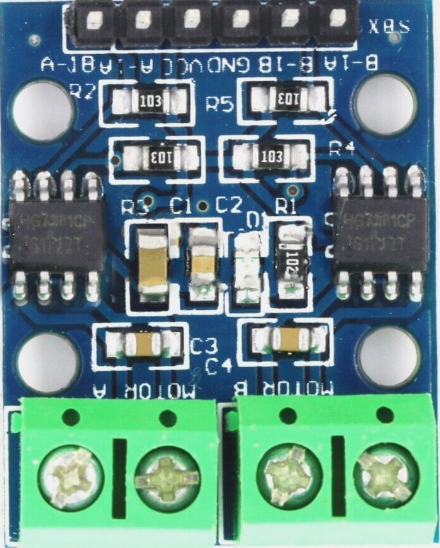 XBS
A-1B A-1A VCC GND B-1B B-1A
R2
103
R5
103
103
103
R4
R3
C1
C2
D1
R1
102
C3
C4
MOTOR A
MOTOR B